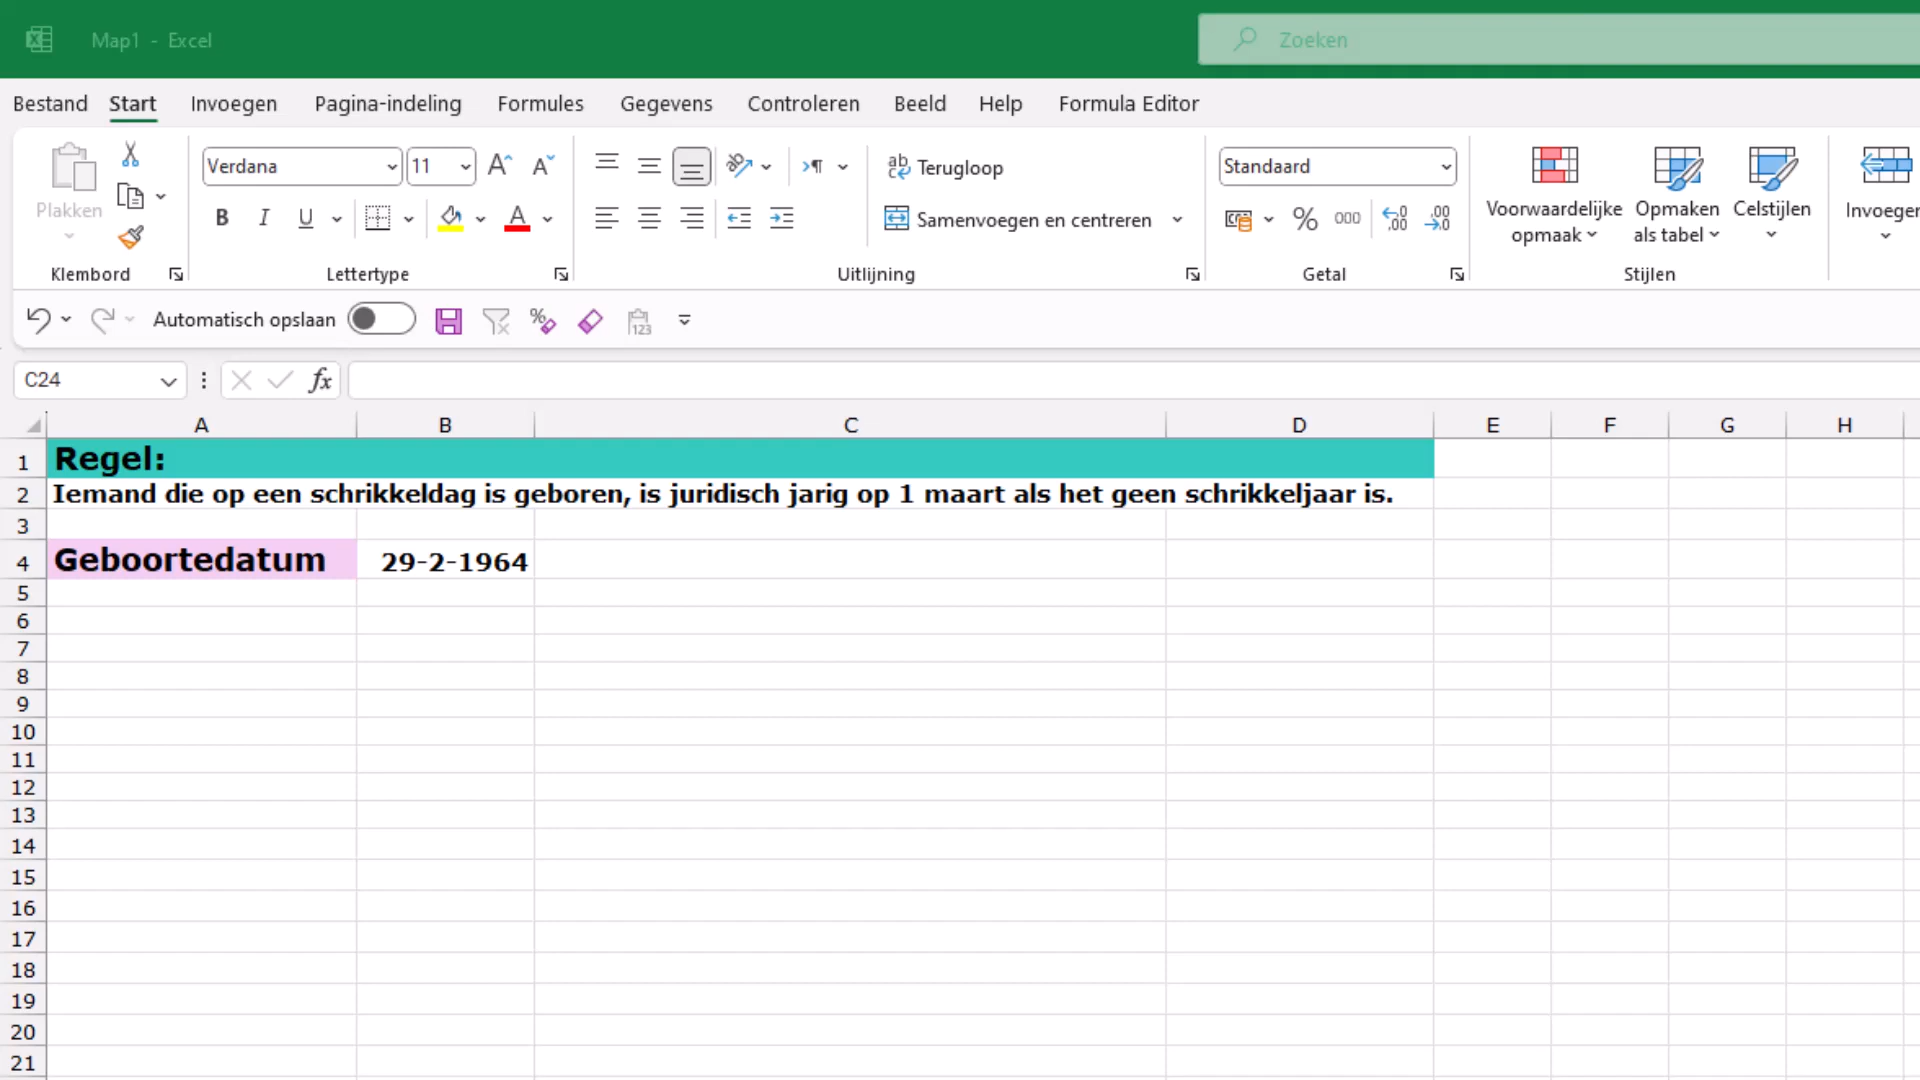 Map1 - Excel
Zoeken
Bestand Start Invoegen Pagina-indeling Formules Gegevens Controleren Beeld Help Formula Editor
Plakken
Verdana 11
Terugloop
Standaard
B I U A
Samenvoegen en centreren
% 000
Voorwaardelijke opmaak
Opmaken als tabel
Celstijlen
Invoegen
Klembord Lettertype Uitlijning Getal Stijlen
Automatisch opslaan
C24 fx
A B C D E F G H
1 Regel:
2 Iemand die op een schrikkeldag is geboren, is juridisch jarig op 1 maart als het geen schrikkeljaar is.
3
4 Geboortedatum 29-2-1964
5
6
7
8
9
10
11
12
13
14
15
16
17
18
19
20
21